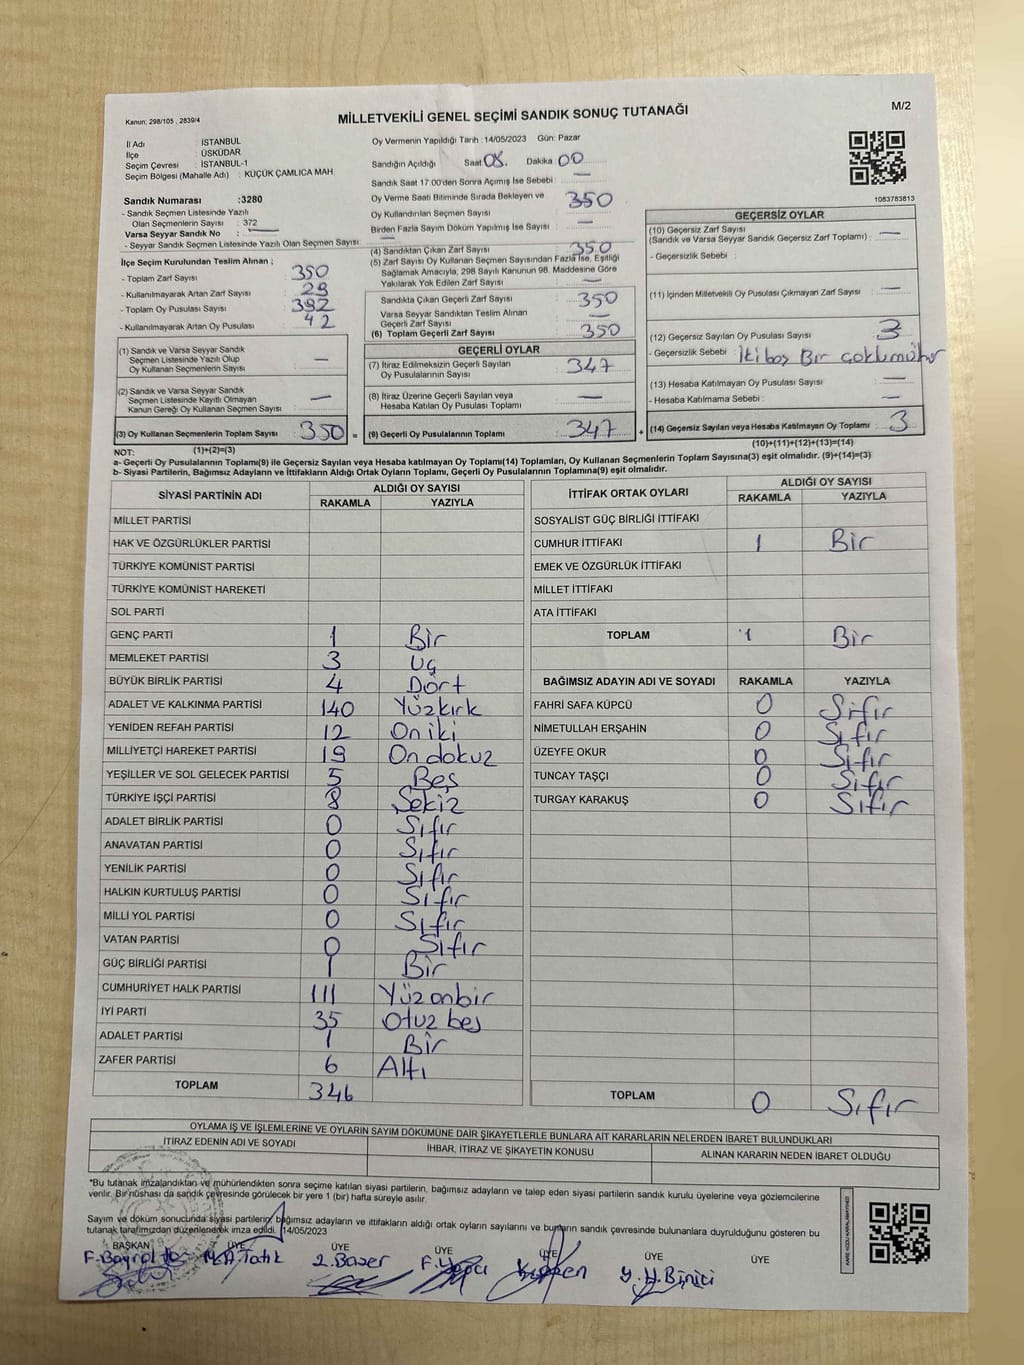 MİLLETVEKİLİ GENEL SEÇİMİ SANDIK SONUÇ TUTANAĞI
M/2
Kanun: 298/105 , 2839/4
İl Adı : İSTANBUL
İlçe : ÜSKÜDAR
Seçim Çevresi : İSTANBUL-1
Seçim Bölgesi (Mahalle Adı) : KÜÇÜK ÇAMLICA MAH
Sandık Numarası :3280
- Sandık Seçmen Listesinde Yazılı
Olan Seçmenlerin Sayısı : 372
Varsa Seyyar Sandık No : —
- Seyyar Sandık Seçmen Listesinde Yazılı Olan Seçmen Sayısı: —
İlçe Seçim Kurulundan Teslim Alınan ;
- Toplam Zarf Sayısı : 350
- Kullanılmayarak Artan Zarf Sayısı : 29
- Toplam Oy Pusulası Sayısı : 392
- Kullanılmayarak Artan Oy Pusulası : 42
(1) Sandık ve Varsa Seyyar Sandık
Seçmen Listesinde Yazılı Olup
Oy Kullanan Seçmenlerin Sayısı : —
(2) Sandık ve Varsa Seyyar Sandık
Seçmen Listesinde Kayıtlı Olmayan
Kanun Gereği Oy Kullanan Seçmen Sayısı : —
(3) Oy Kullanan Seçmenlerin Toplam Sayısı : 350
(1)+(2)=(3)
Oy Vermenin Yapıldığı Tarih : 14/05/2023 Gün: Pazar
Sandığın Açıldığı Saat 08. Dakika 00
Sandık Saat 17:00'den Sonra Açılmış İse Sebebi : —
Oy Verme Saati Bitiminde Sırada Bekleyen ve
Oy Kullandırılan Seçmen Sayısı : 350
Birden Fazla Sayım Döküm Yapılmış İse Sayısı : —
(4) Sandıktan Çıkan Zarf Sayısı : 350
(5) Zarf Sayısı Oy Kullanan Seçmen Sayısından Fazla İse, Eşitliği
Sağlamak Amacıyla, 298 Sayılı Kanunun 98. Maddesine Göre
Yakılarak Yok Edilen Zarf Sayısı : —
Sandıkta Çıkan Geçerli Zarf Sayısı : 350
Varsa Seyyar Sandıktan Teslim Alınan
Geçerli Zarf Sayısı : —
(6) Toplam Geçerli Zarf Sayısı : 350
GEÇERLİ OYLAR
(7) İtiraz Edilmeksizin Geçerli Sayılan
Oy Pusulalarının Sayısı : 347
(8) İtiraz Üzerine Geçerli Sayılan veya
Hesaba Katılan Oy Pusulası Toplamı : —
= (9) Geçerli Oy Pusulalarının Toplamı : 347 +
1083783813
GEÇERSİZ OYLAR
(10) Geçersiz Zarf Sayısı
(Sandık ve Varsa Seyyar Sandık Geçersiz Zarf Toplamı) : —
- Geçersizlik Sebebi :
(11) İçinden Milletvekili Oy Pusulası Çıkmayan Zarf Sayısı : —
(12) Geçersiz Sayılan Oy Pusulası Sayısı : 3
- Geçersizlik Sebebi : İki boş Bir
(13) Hesaba Katılmayan Oy Pusulası Sayısı : —
- Hesaba Katılmama Sebebi : —
(14) Geçersiz Sayılan veya Hesaba Katılmayan Oy Toplamı : 3
(10)+(11)+(12)+(13)=(14)
NOT:
a- Geçerli Oy Pusulalarının Toplamı(9) ile Geçersiz Sayılan veya Hesaba Katılmayan Oy Toplamı(14) Toplamları, Oy Kullanan Seçmenlerin Toplam Sayısına(3) eşit olmalıdır. (9)+(14)=(3)
b- Siyasi Partilerin, Bağımsız Adayların ve İttifakların Aldığı Ortak Oyların Toplamı, Geçerli Oy Pusulalarının Toplamına(9) eşit olmalıdır.
SİYASİ PARTİNİN ADI ALDIĞI OY SAYISI
RAKAMLA YAZIYLA
MİLLET PARTİSİ
HAK VE ÖZGÜRLÜKLER PARTİSİ
TÜRKİYE KOMÜNİST PARTİSİ
TÜRKİYE KOMÜNİST HAREKETİ
SOL PARTİ
GENÇ PARTİ 1 Bir
MEMLEKET PARTİSİ 3 Uç
BÜYÜK BİRLİK PARTİSİ 4 Dört
ADALET VE KALKINMA PARTİSİ 140 Yüzkırk
YENİDEN REFAH PARTİSİ 12 On iki
MİLLİYETÇİ HAREKET PARTİSİ 19 On dokuz
YEŞİLLER VE SOL GELECEK PARTİSİ 5 Beş
TÜRKİYE İŞÇİ PARTİSİ 8 Sekiz
ADALET BİRLİK PARTİSİ 0 Sıfır
ANAVATAN PARTİSİ 0 Sıfır
YENİLİK PARTİSİ 0 Sıfır
HALKIN KURTULUŞ PARTİSİ 0 Sıfır
MİLLİ YOL PARTİSİ 0 Sıfır
VATAN PARTİSİ 0 Sıfır
GÜÇ BİRLİĞİ PARTİSİ 1 Bir
CUMHURİYET HALK PARTİSİ 111 Yüz onbir
İYİ PARTİ 35 Otuz beş
ADALET PARTİSİ 1 Bir
ZAFER PARTİSİ 6 Altı
TOPLAM 346
İTTİFAK ORTAK OYLARI ALDIĞI OY SAYISI
RAKAMLA YAZIYLA
SOSYALİST GÜÇ BİRLİĞİ İTTİFAKI
CUMHUR İTTİFAKI 1 Bir
EMEK VE ÖZGÜRLÜK İTTİFAKI
MİLLET İTTİFAKI
ATA İTTİFAKI
TOPLAM 1 Bir
BAĞIMSIZ ADAYIN ADI VE SOYADI RAKAMLA YAZIYLA
FAHRİ SAFA KÜPCÜ 0 Sıfır
NİMETULLAH ERŞAHİN 0 Sıfır
ÜZEYFE OKUR 0 Sıfır
TUNCAY TAŞÇI 0 Sıfır
TURGAY KARAKUŞ 0 Sıfır
TOPLAM 0 Sıfır
OYLAMA İŞ VE İŞLEMLERİNE VE OYLARIN SAYIM DÖKÜMÜNE DAİR ŞİKAYETLERLE BUNLARA AİT KARARLARIN NELERDEN İBARET BULUNDUKLARI
İTİRAZ EDENİN ADI VE SOYADI İHBAR, İTİRAZ VE ŞİKAYETİN KONUSU ALINAN KARARIN NEDEN İBARET OLDUĞU
*Bu tutanak imzalandıktan ve mühürlendikten sonra seçime katılan siyasi partilerin, bağımsız adayların ve talep eden siyasi partilerin sandık kurulu üyelerine veya gözlemcilerine
verilir. Bir nüshası da sandık çevresinde görülecek bir yere 1 (bir) hafta süreyle asılır.
Sayım ve döküm sonucunda siyasi partilerin, bağımsız adayların ve ittifakların aldığı ortak oyların sayılarını ve bunların sandık çevresinde bulunanlara duyrulduğunu gösteren bu
tutanak tarafımızdan düzenlenerek imza edildi. 14/05/2023
BAŞKAN ÜYE ÜYE ÜYE ÜYE ÜYE ÜYE
Y.H.Binici